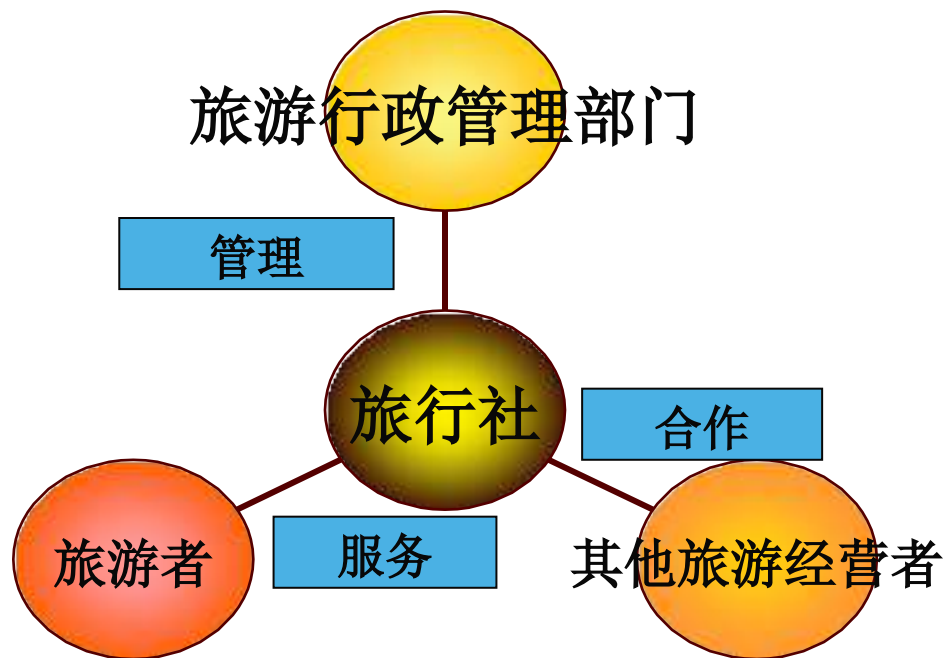 旅游行政管理部门
管理
旅行社
合作
服务
旅游者
其他旅游经营者